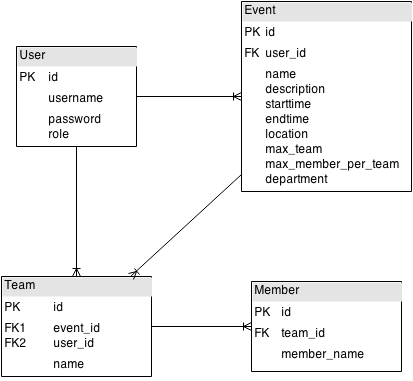 User
PK id
username
password
role
Event
PK id
FK user_id
name
description
starttime
endtime
location
max_team
max_member_per_team
department
Team
PK id
FK1 event_id
FK2 user_id
name
Member
PK id
FK team_id
member_name